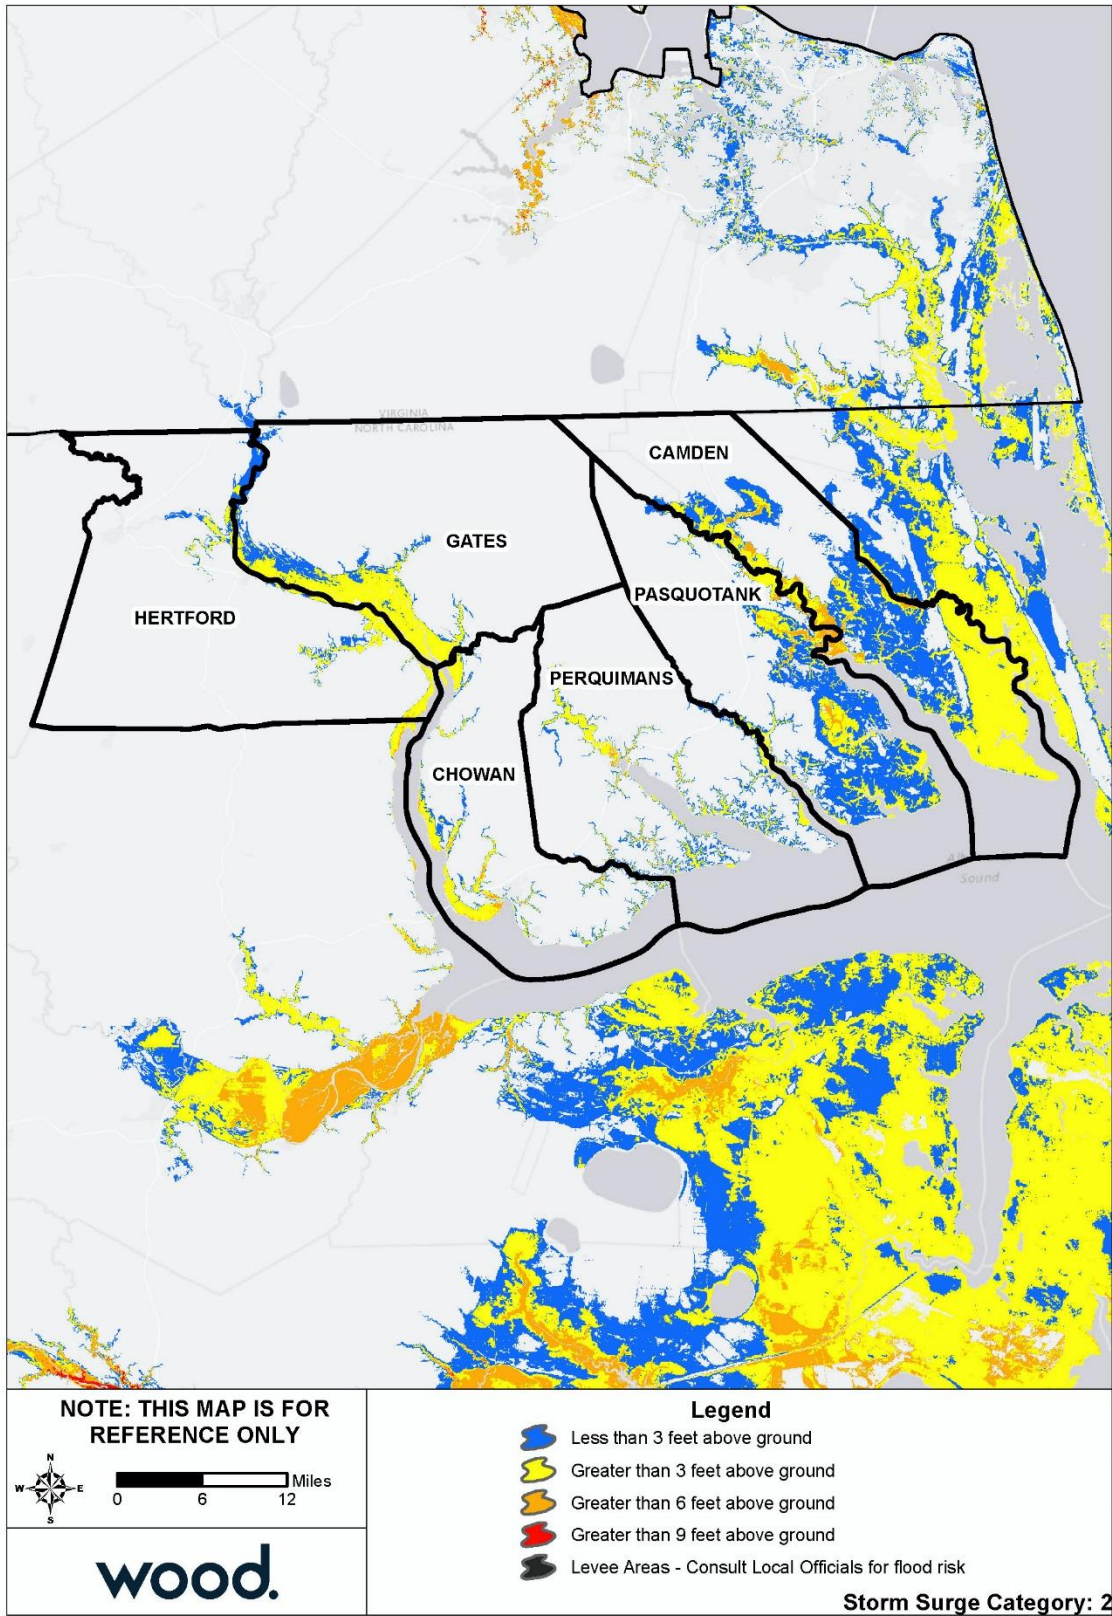 VIRGINIA
NORTH CAROLINA
CAMDEN
GATES
PASQUOTANK
HERTFORD
PERQUIMANS
CHOWAN
Sound
NOTE: THIS MAP IS FOR
REFERENCE ONLY
N
W E
S
Miles
0 6 12
wood.
Legend
Less than 3 feet above ground
Greater than 3 feet above ground
Greater than 6 feet above ground
Greater than 9 feet above ground
Levee Areas - Consult Local Officials for flood risk
Storm Surge Category: 2